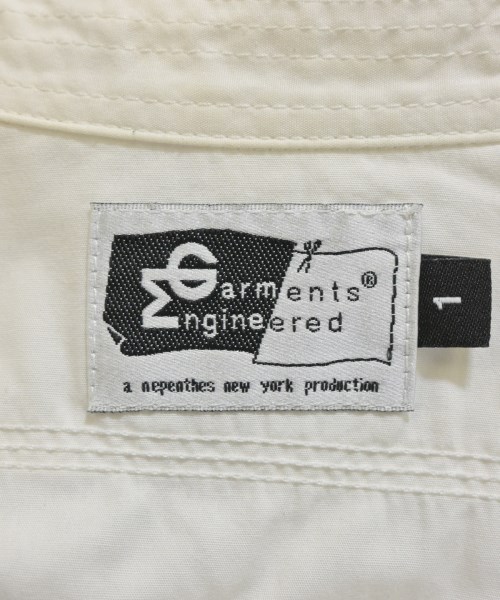 Garments®
Engineered
a nepenthes new york production
1